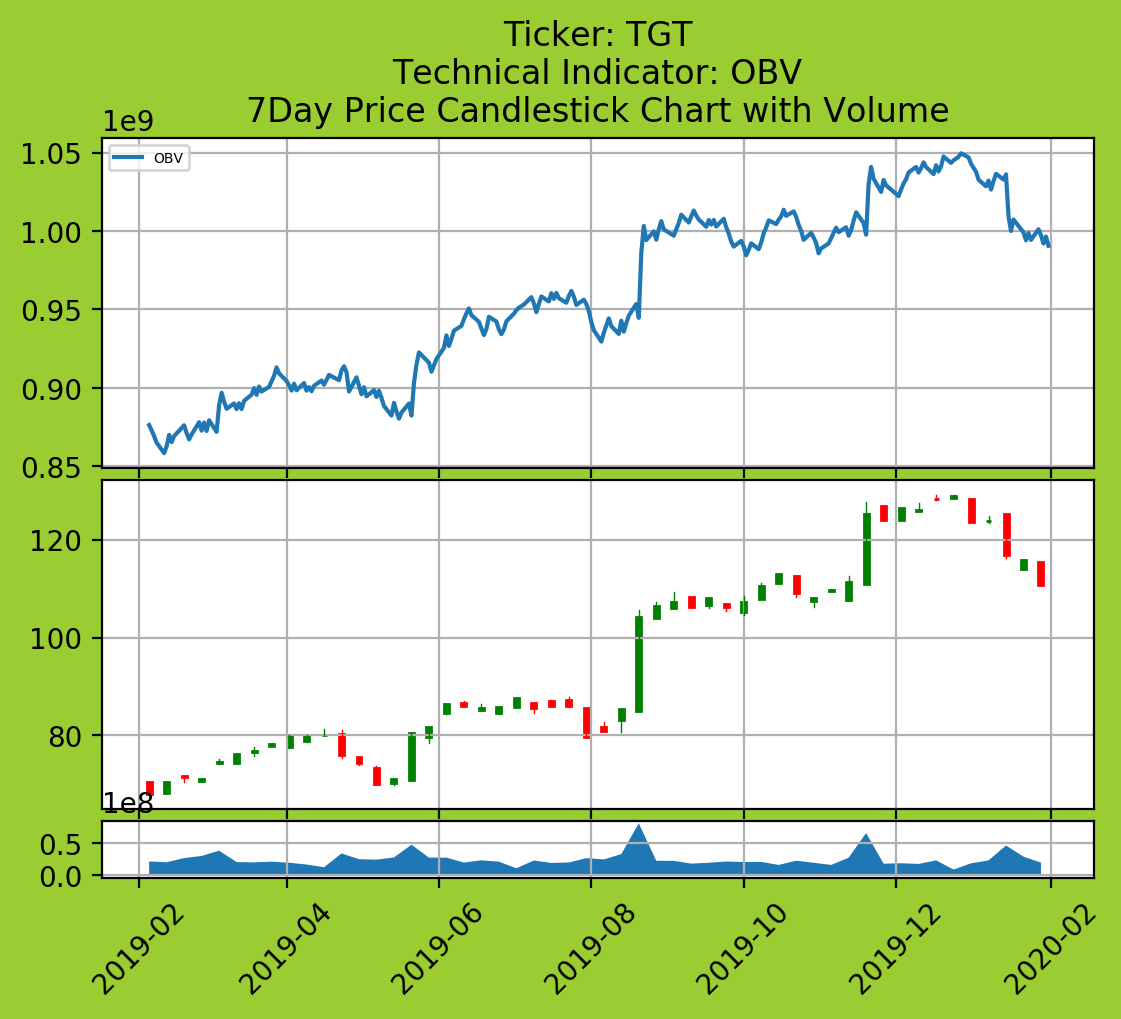 Ticker: TGT
Technical Indicator: OBV
7Day Price Candlestick Chart with Volume
1e9
OBV
1.05
1.00
0.95
0.90
0.85
120
100
80
1e8
0.5
0.0
2019-02
2019-04
2019-06
2019-08
2019-10
2019-12
2020-02